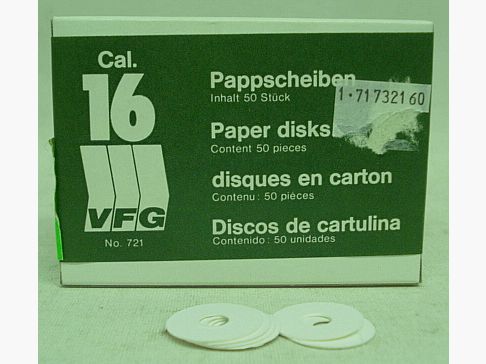 Cal.
16
VFG
No. 721
Pappscheiben
Inhalt 50 Stück
Paper disks
Content 50 pieces
disques en carton
Contenu: 50 pièces
Discos de cartulina
Contenido: 50 unidades
1·71732160